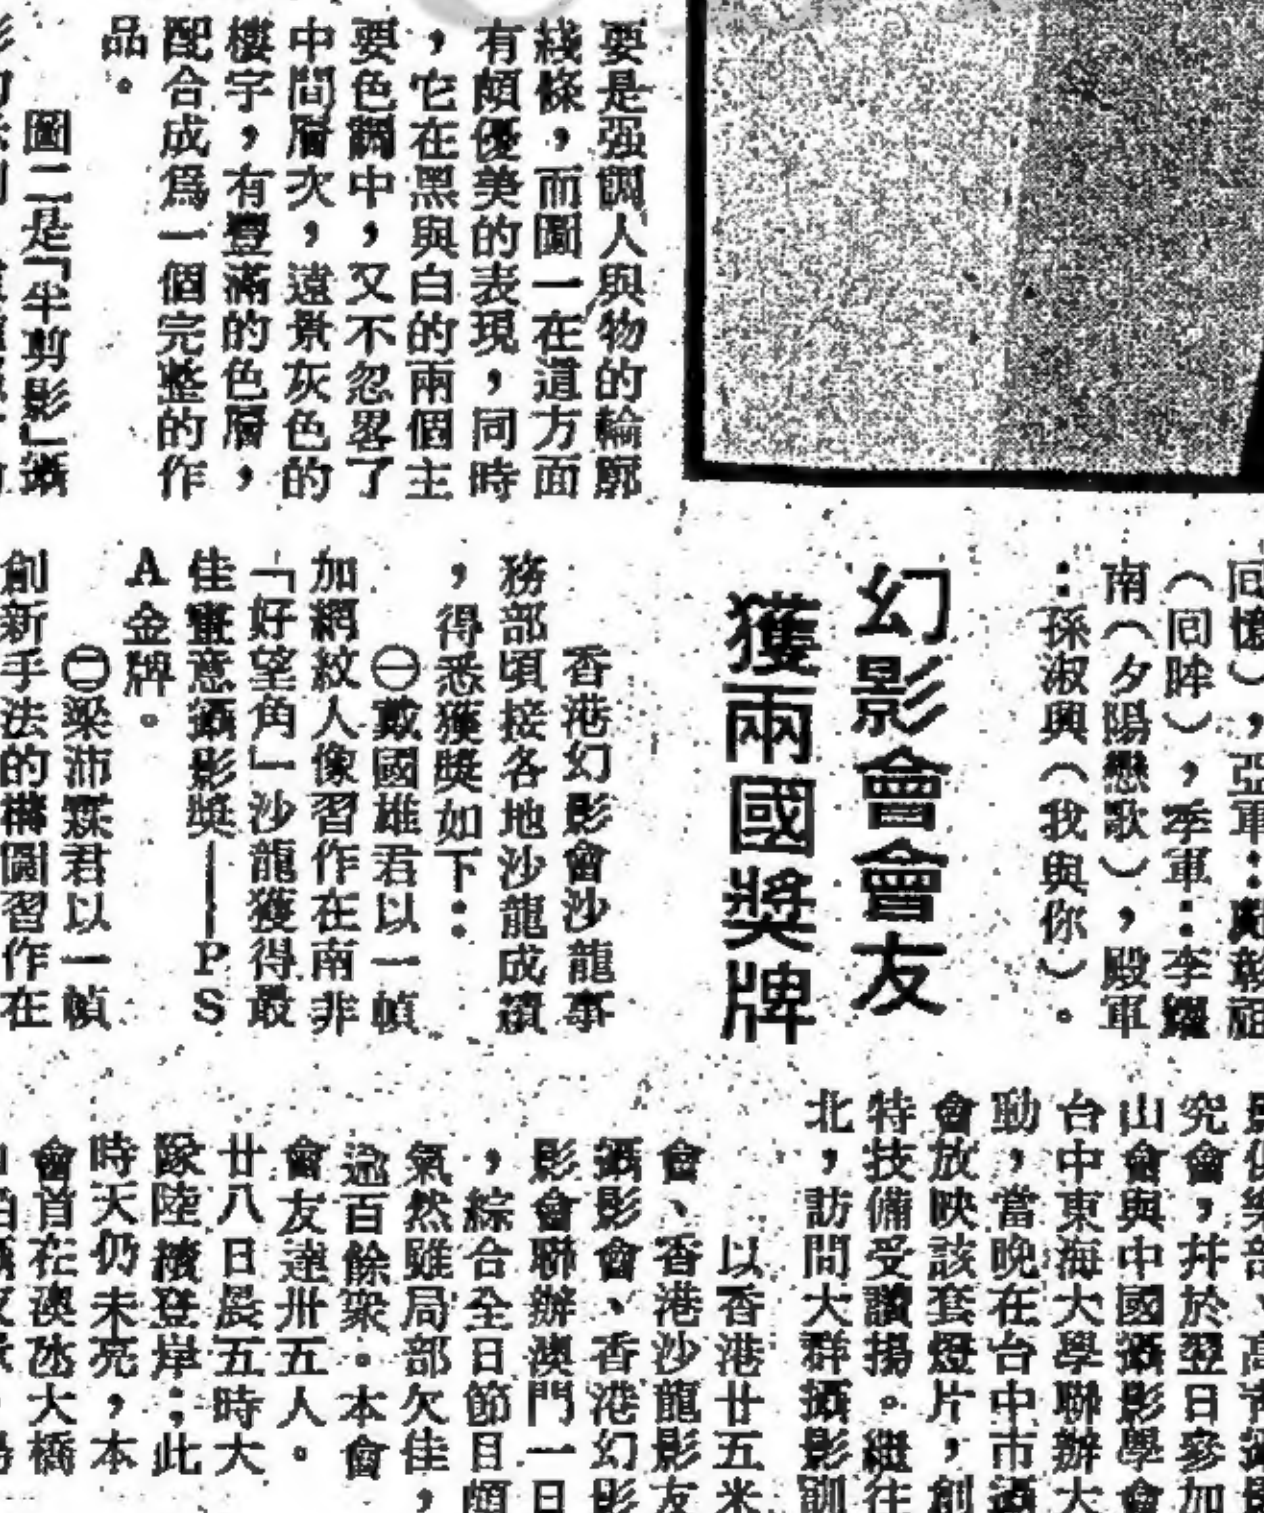 要是强調人與物的輪廓
綫條，而圖一在這方面
有頗優美的表現，同時
，它在黑與白的兩個主
要色調中，又不忽畧了
中間層次，遠景灰色的
樓宇，有豐滿的色層，
配合成爲一個完整的作
品。
圖二是『半剪影』攝
：孫淑興（我與你）。
南（夕陽戀歌），殿軍
（回眸），季軍：李
幻影會會友
獲兩國獎牌
香港幻影會沙龍事
務部頃接各地沙龍成績
，得悉獲獎如下：
㊀戴國雄君以一幀
加網紋人像習作在南非
「好望角」沙龍獲得最
佳畫意攝影獎——PS
A金牌。
㊁梁沛霖君以一幀
創新手法的構圖習作在
究會，幷於翌日參加
山會與中國攝影學會
台中東海大學聯辦大
動，當晚在台中市攝
會放映該套燈片，創
特技備受讚揚。繼往
北，訪問大群攝影訓
以香港廿五米
會、香港沙龍影友
攝影會、香港幻影
影會聯辦澳門一日
，綜合全日節目頗
氣然雖局部欠佳，
逾百餘衆。本會
會友達卅五人。
廿八日晨五時大
隊陸續登岸；此
時天仍未亮，本
會首在澳氹大橋